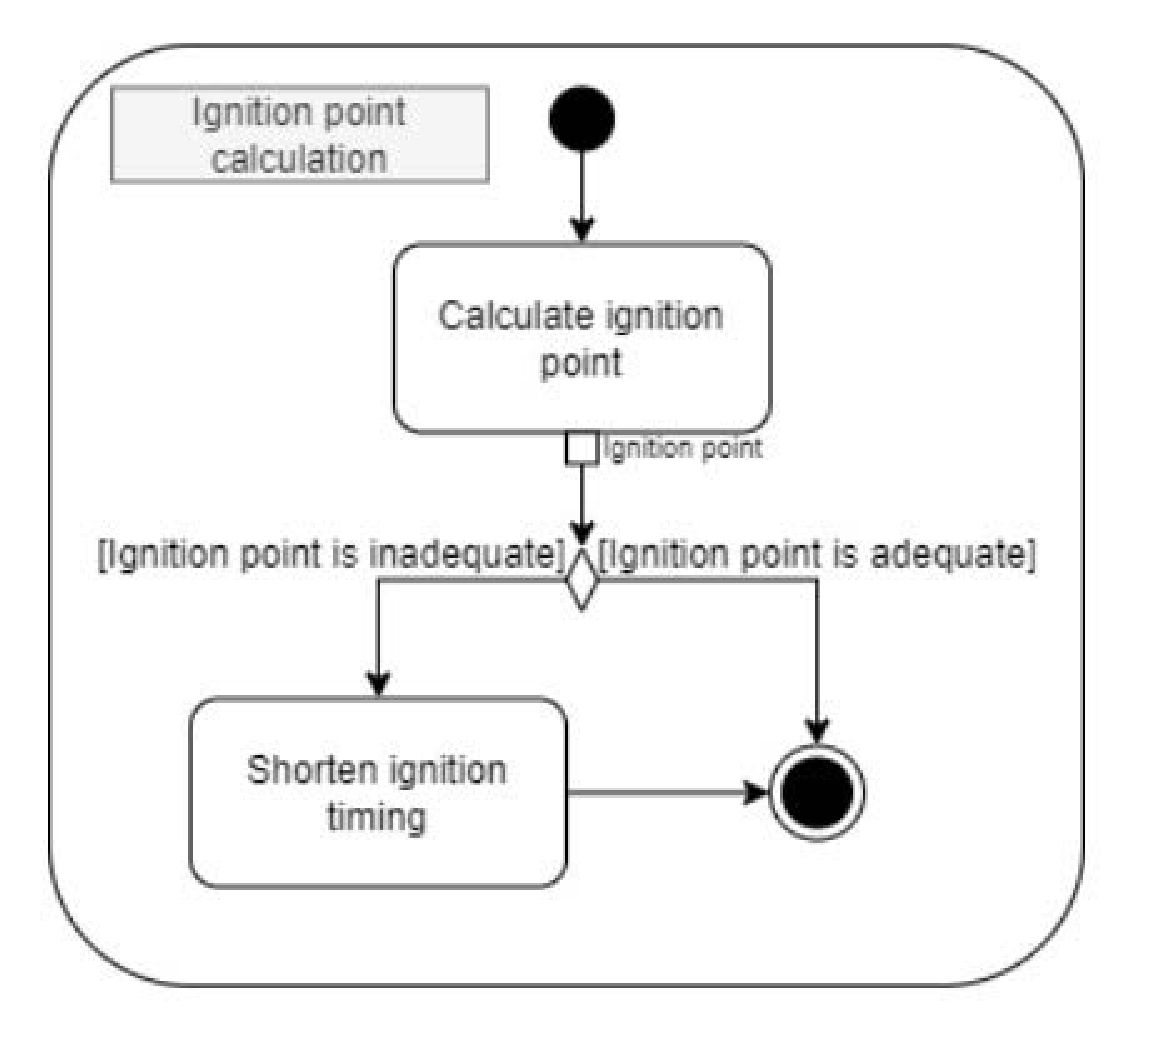 Ignition point
calculation
Calculate ignition
point
Ignition point
[Ignition point is inadequate]
[Ignition point is adequate]
Shorten ignition
timing